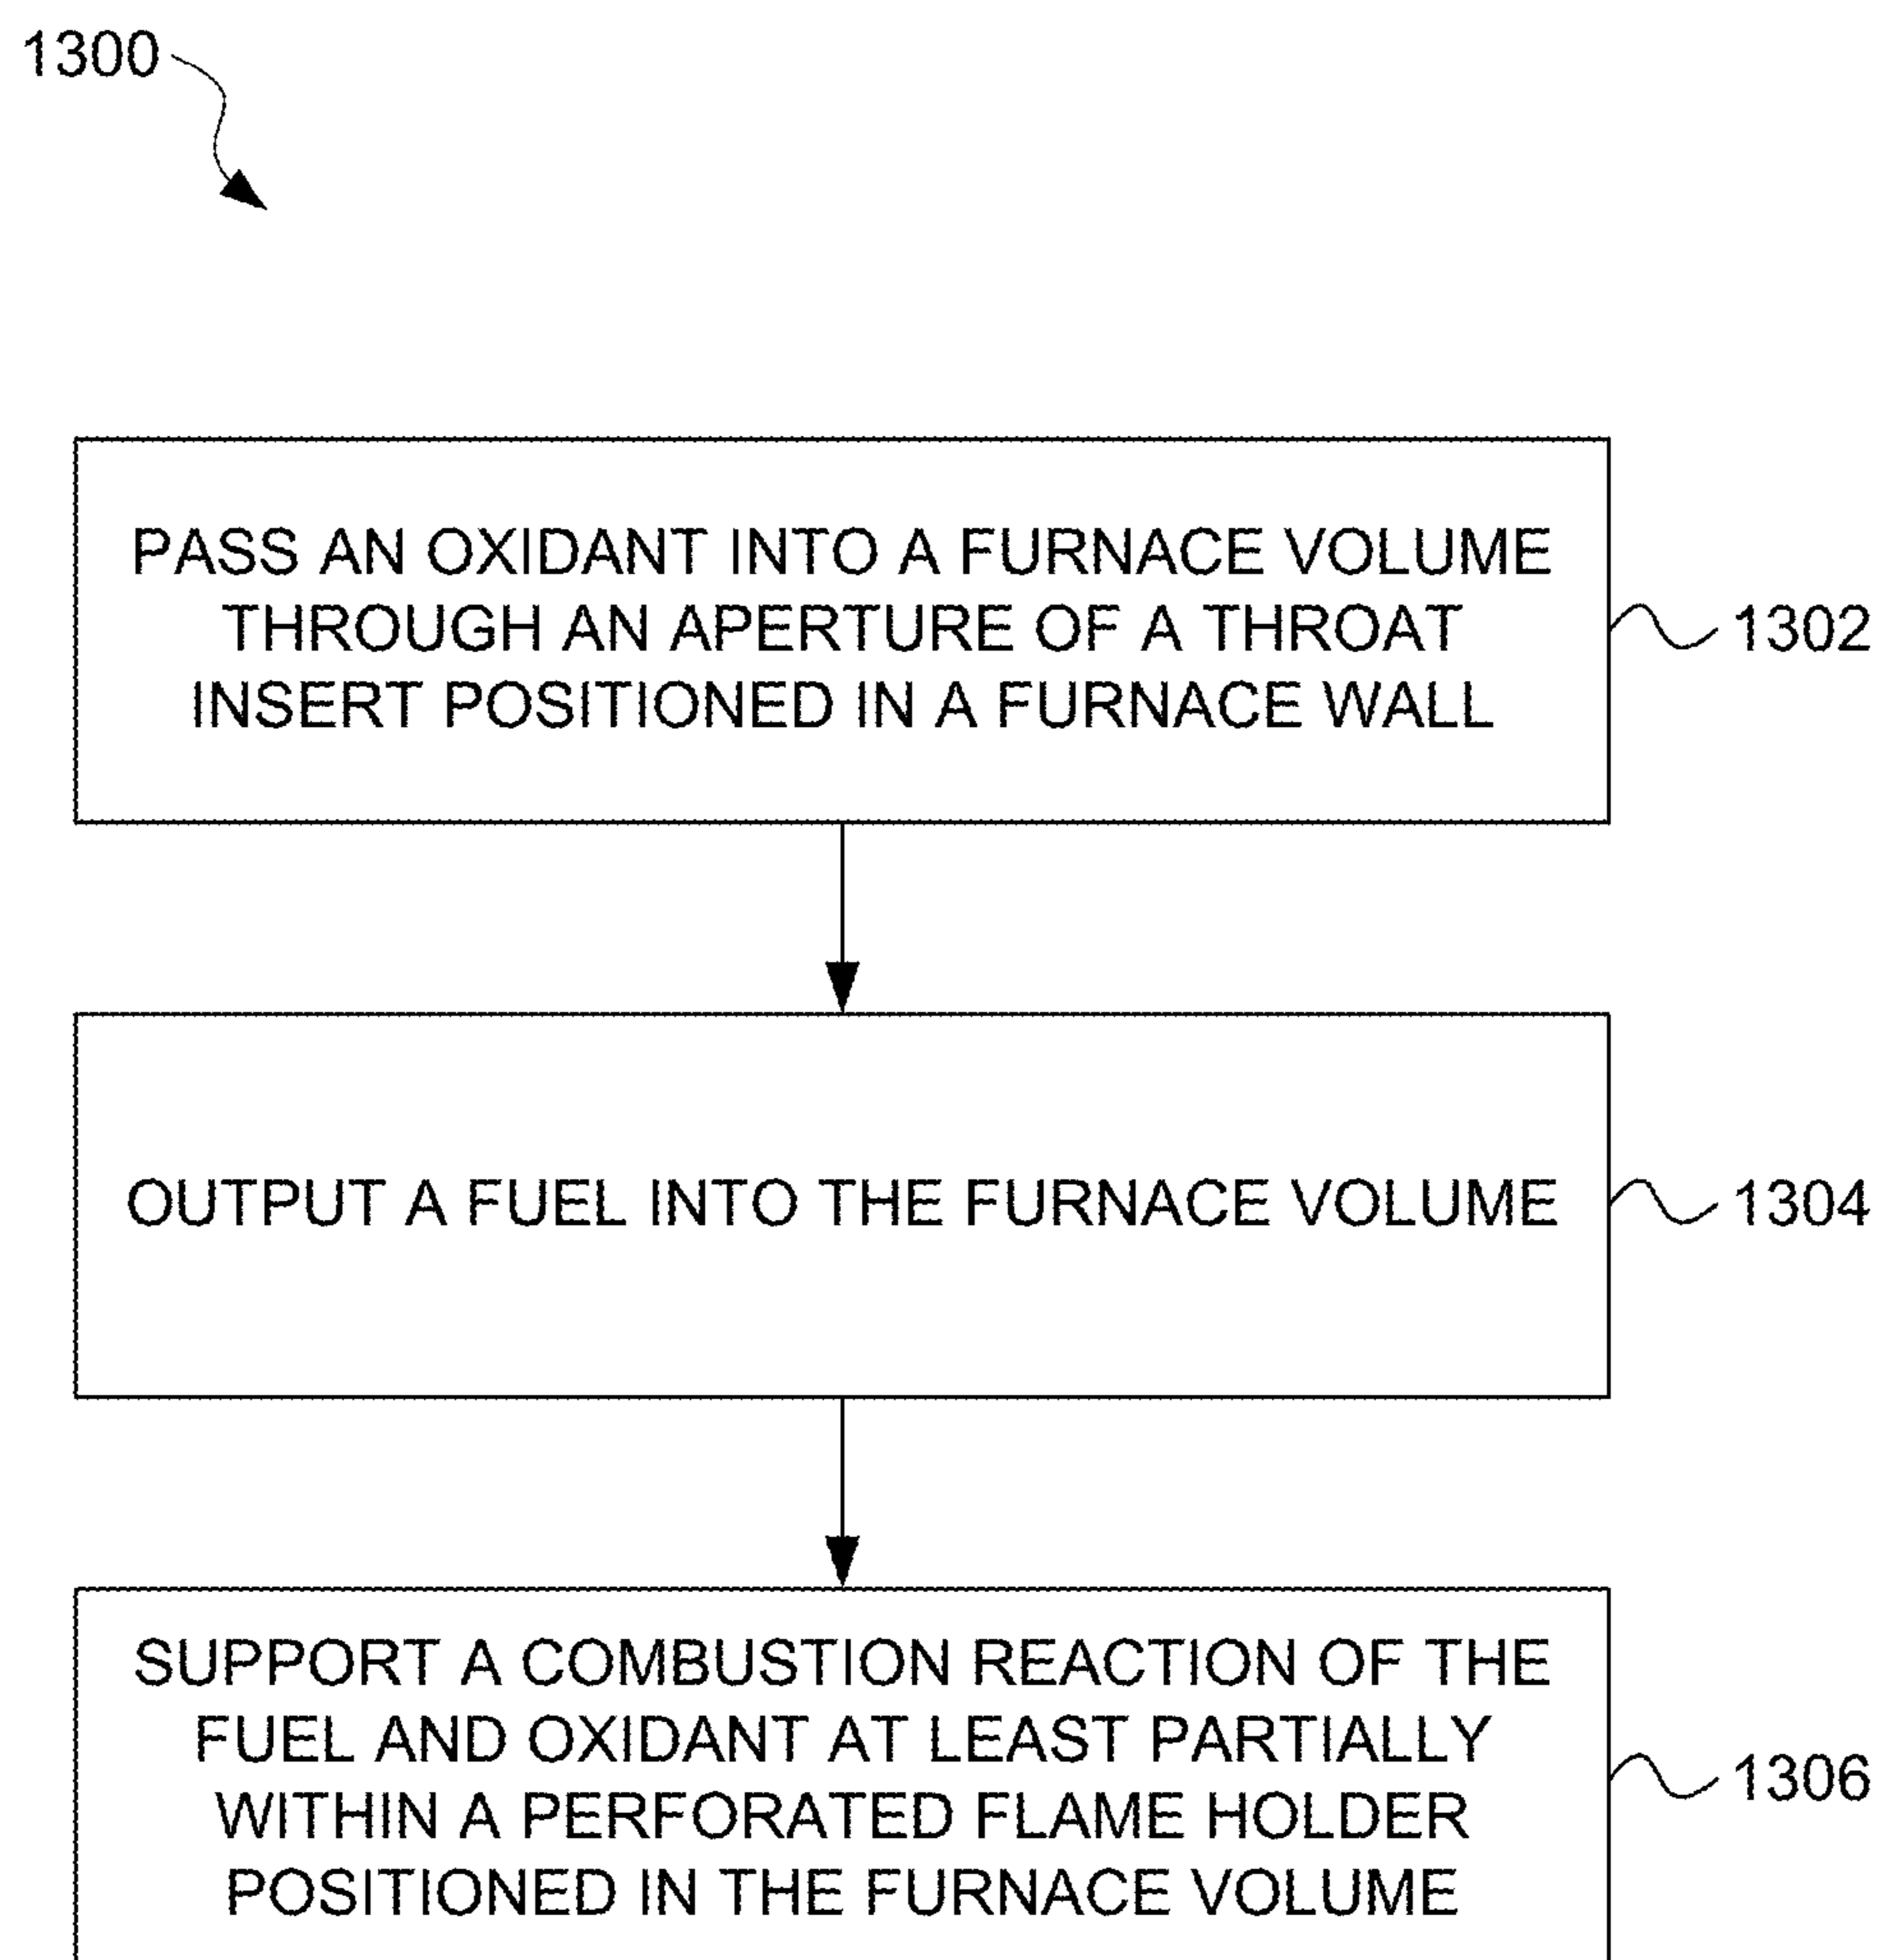 1300
PASS AN OXIDANT INTO A FURNACE VOLUME
THROUGH AN APERTURE OF A THROAT
INSERT POSITIONED IN A FURNACE WALL
1302
OUTPUT A FUEL INTO THE FURNACE VOLUME
1304
SUPPORT A COMBUSTION REACTION OF THE
FUEL AND OXIDANT AT LEAST PARTIALLY
WITHIN A PERFORATED FLAME HOLDER
POSITIONED IN THE FURNACE VOLUME
1306